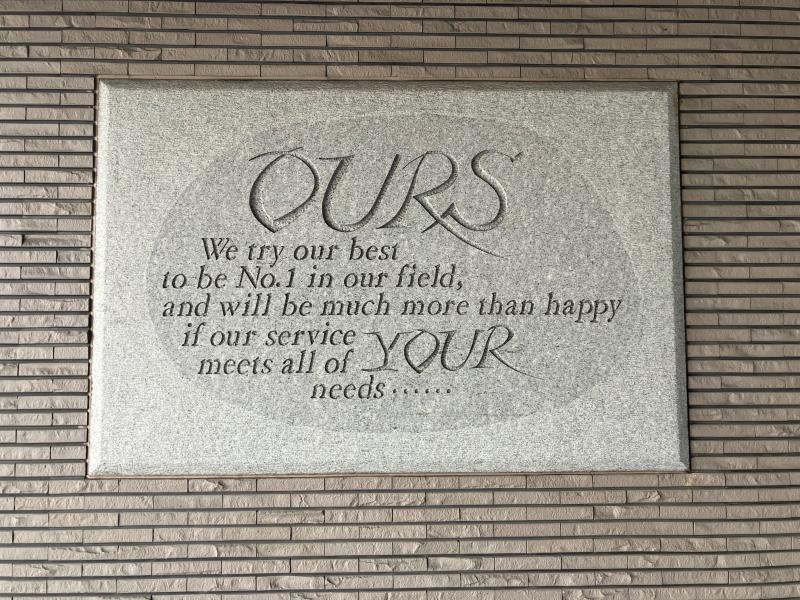 OURS
We try our best
to be No.1 in our field,
and will be much more than happy
if our service YOUR
meets all of
needs······